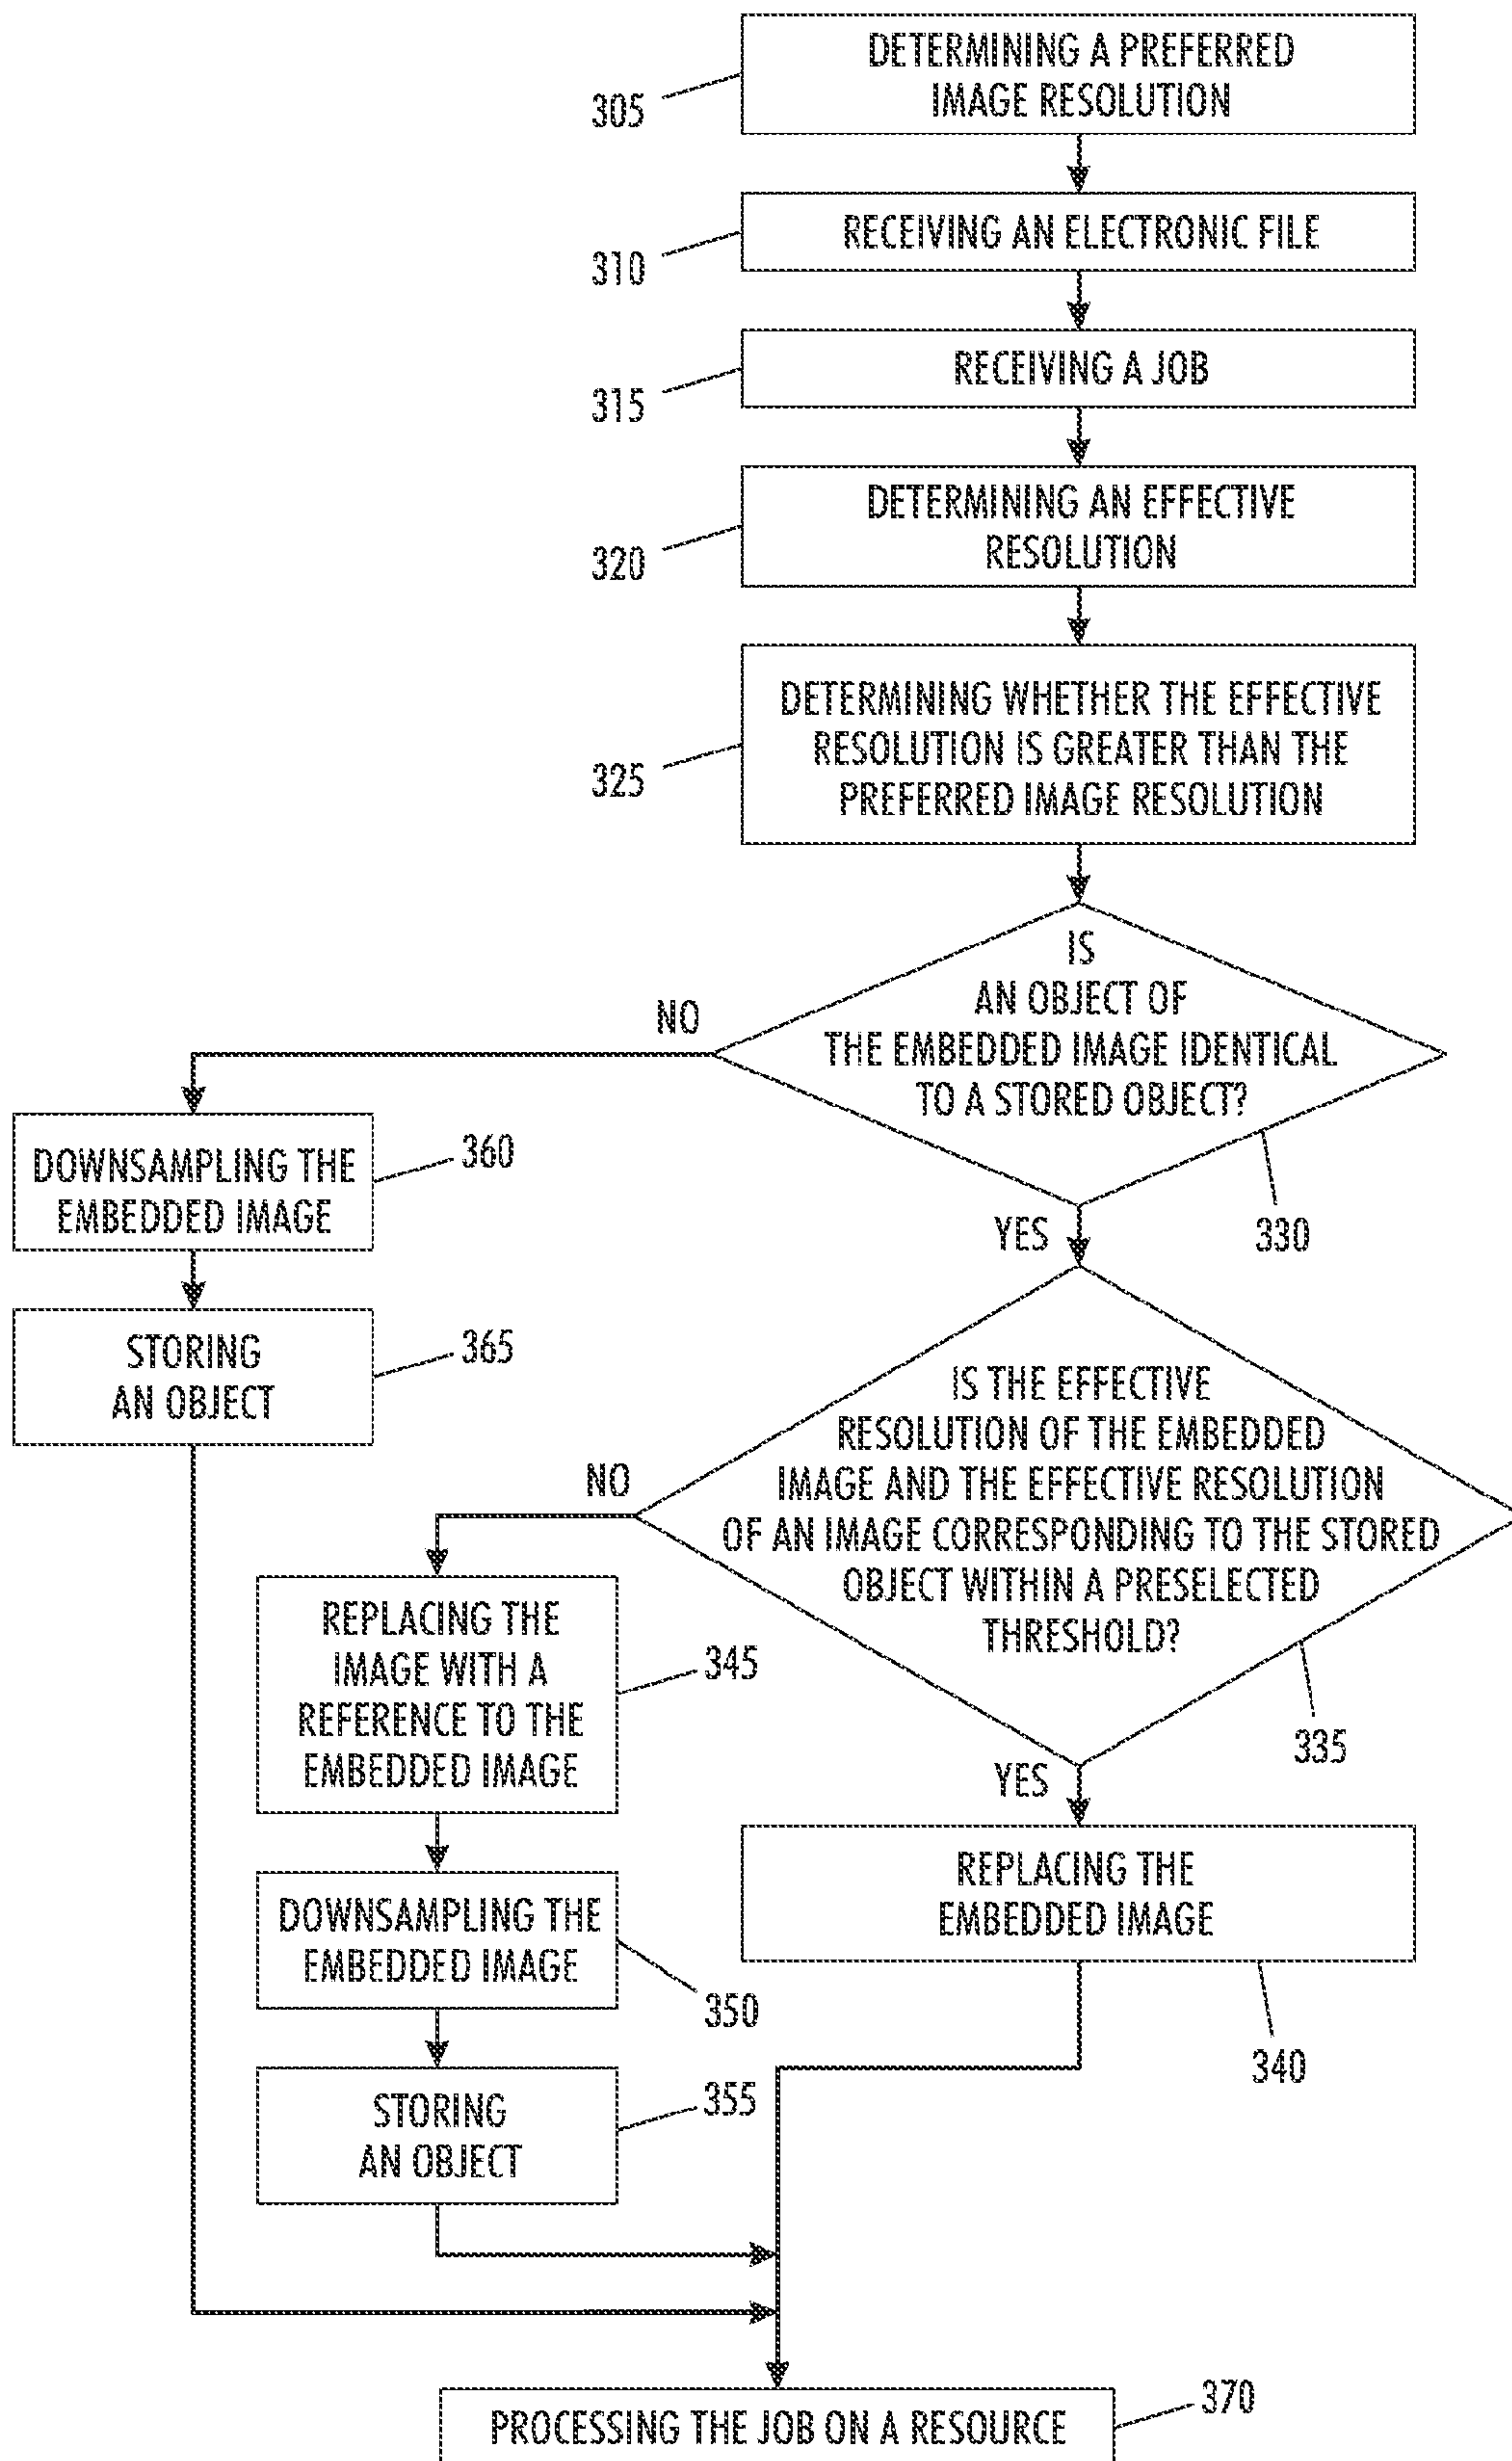 DETERMINING A PREFERRED
IMAGE RESOLUTION
305
RECEIVING AN ELECTRONIC FILE
310
RECEIVING A JOB
315
DETERMINING AN EFFECTIVE
RESOLUTION
320
DETERMINING WHETHER THE EFFECTIVE
RESOLUTION IS GREATER THAN THE
PREFERRED IMAGE RESOLUTION
325
IS
AN OBJECT OF
THE EMBEDDED IMAGE IDENTICAL
TO A STORED OBJECT?
NO
330
YES
DOWNSAMPLING THE
EMBEDDED IMAGE
360
STORING
AN OBJECT
365
IS THE EFFECTIVE
RESOLUTION OF THE EMBEDDED
IMAGE AND THE EFFECTIVE RESOLUTION
OF AN IMAGE CORRESPONDING TO THE STORED
OBJECT WITHIN A PRESELECTED
THRESHOLD?
NO
335
YES
REPLACING THE
IMAGE WITH A
REFERENCE TO THE
EMBEDDED IMAGE
345
DOWNSAMPLING THE
EMBEDDED IMAGE
350
REPLACING THE
EMBEDDED IMAGE
340
STORING
AN OBJECT
355
PROCESSING THE JOB ON A RESOURCE
370